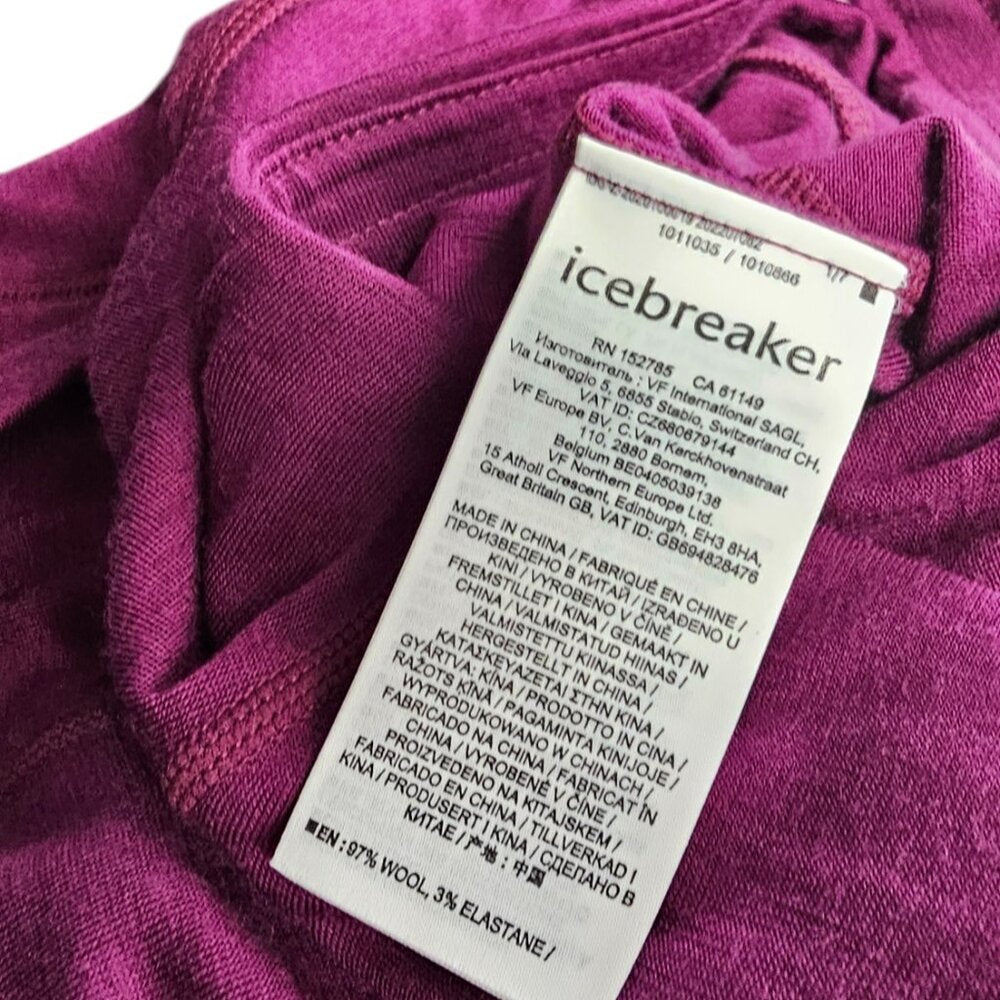 1011035 / 1010866
1/7
icebreaker
RN 152785 CA 61149
Изготовитель : VF International SAGL,
Via Laveggio 5, 6855 Stabio, Switzerland CH,
VAT ID: CZ680679144
VF Europe BV, C.Van Kerckhovenstraat
110, 2880 Bornem,
Belgium BE0405039138
VF Northern Europe Ltd.
15 Atholl Crescent, Edinburgh, EH3 8HA,
Great Britain GB, VAT ID: GB694828476
MADE IN CHINA / FABRIQUÉ EN CHINE /
ПРОИЗВЕДЕНО В КИТАЙ / IZRAĐENO U
KINI / VYROBENO V ČÍNĚ /
FREMSTILLET I KINA / GEMAAKT IN
CHINA / VALMISTATUD HIINAS /
VALMISTETTU KIINASSA /
HERGESTELLT IN CHINA /
ΚΑΤΑΣΚΕΥΑΖΕΤΑΙ ΣΤΗΝ ΚΙΝΑ /
GYÁRTVA: KÍNA / PRODOTTO IN CINA /
RAŽOTS ĶĪNA / PAGAMINTA KINIJOJE /
WYPRODUKOWANO W CHINACH /
FABRICADO NA CHINA / FABRICAT ÎN
CHINA / VYROBENÉ V ČÍNE /
PROIZVEDENO NA KITAJSKEM /
FABRICADO EN CHINA / TILLVERKAD I
KINA / PRODUSERT I KINA / СДЕЛАНО В
КИТАЕ / 产地 : 中国
EN : 97% WOOL, 3% ELASTANE /